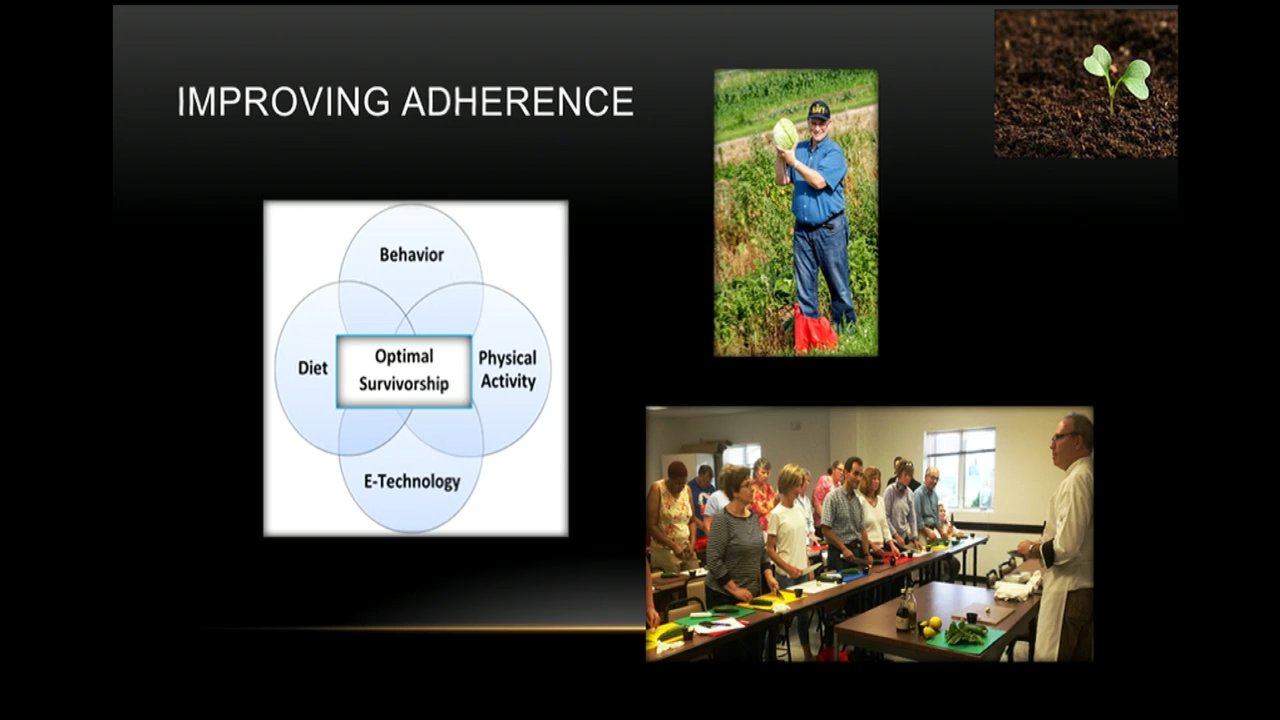 IMPROVING ADHERENCE
Behavior
Diet
Optimal
Survivorship
Physical
Activity
E-Technology